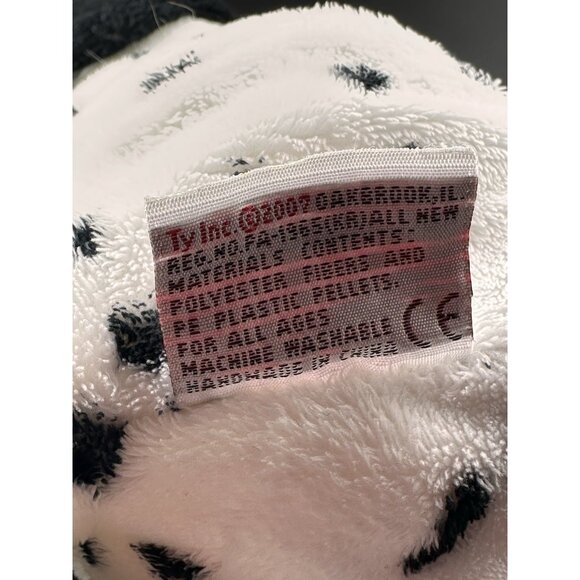 Ty Inc ©2007 OAKBROOK,IL.
REG.NO.PA-1965(KR)ALL NEW
MATERIALS CONTENTS:
POLYESTER FIBERS AND
PE PLASTIC PELLETS.
FOR ALL AGES
MACHINE WASHABLE
HANDMADE IN CHINA
CE